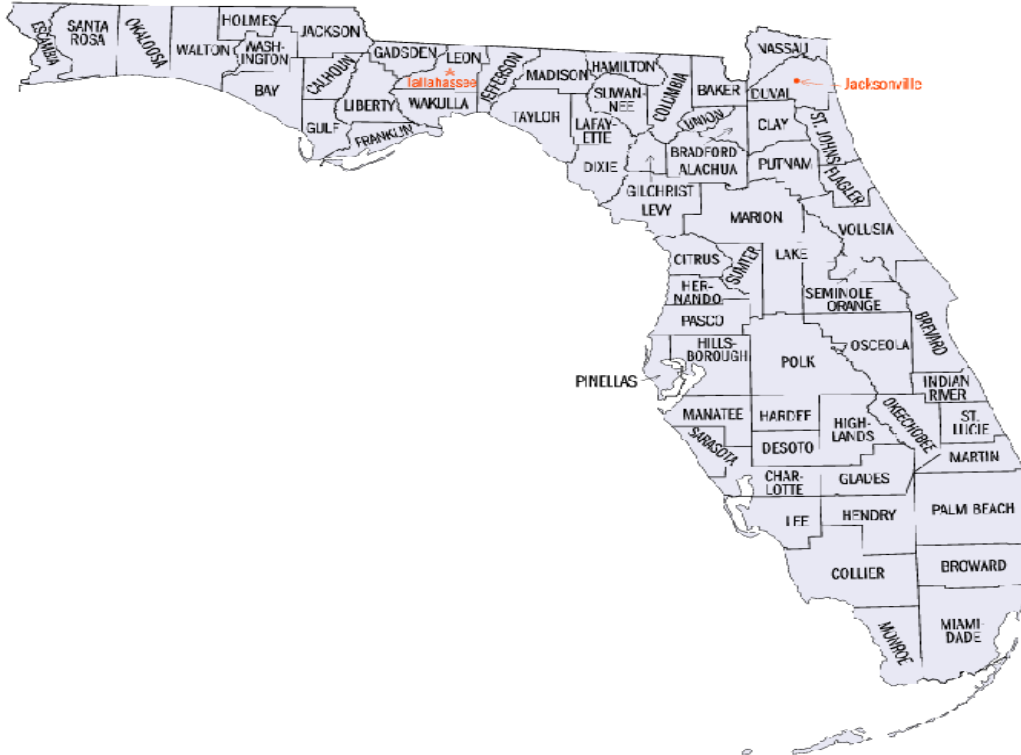 ESCAMBIA
SANTA
ROSA
OKALOOSA
WALTON
HOLMES
WASH-
INGTON
BAY
JACKSON
CALHOUN
GULF
LIBERTY
GADSDEN
FRANKLIN
LEON
Tallahassee
WAKULLA
JEFFERSON
MADISON
TAYLOR
HAMILTON
SUWAN-
NEE
LAFAY-
ETTE
DIXIE
COLUMBIA
BAKER
UNION
BRADFORD
ALACHUA
GILCHRIST
LEVY
NASSAU
DUVAL
Jacksonville
CLAY
ST. JOHNS
PUTNAM
FLAGLER
MARION
VOLUSIA
CITRUS
SUMTER
LAKE
HER-
NANDO
SEMINOLE
ORANGE
BREVARD
PASCO
HILLS-
BOROUGH
PINELLAS
POLK
OSCEOLA
INDIAN
RIVER
MANATEE
HARDEE
HIGH-
LANDS
OKEECHOBEE
ST.
LUCIE
SARASOTA
DESOTO
MARTIN
CHAR-
LOTTE
GLADES
LEE
HENDRY
PALM BEACH
COLLIER
BROWARD
MONROE
MIAMI-
DADE